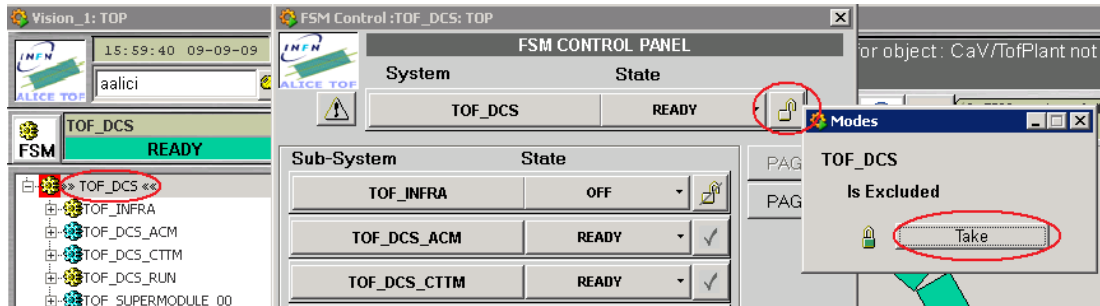 Vision_1: TOP
15:59:40 09-09-09
INFN
ALICE TOF
aalici
TOF_DCS
FSM
READY
»» TOF_DCS ««
TOF_INFRA
TOF_DCS_ACM
TOF_DCS_CTTM
TOF_DCS_RUN
TOF_SUPERMODULE_00
FSM Control :TOF_DCS: TOP
INFN
ALICE TOF
FSM CONTROL PANEL
System State
TOF_DCS READY
Sub-System State
TOF_INFRA OFF
TOF_DCS_ACM READY
TOF_DCS_CTTM READY
PAG
PAG
for object: CaV/TofPlant not
Modes
TOF_DCS
Is Excluded
Take